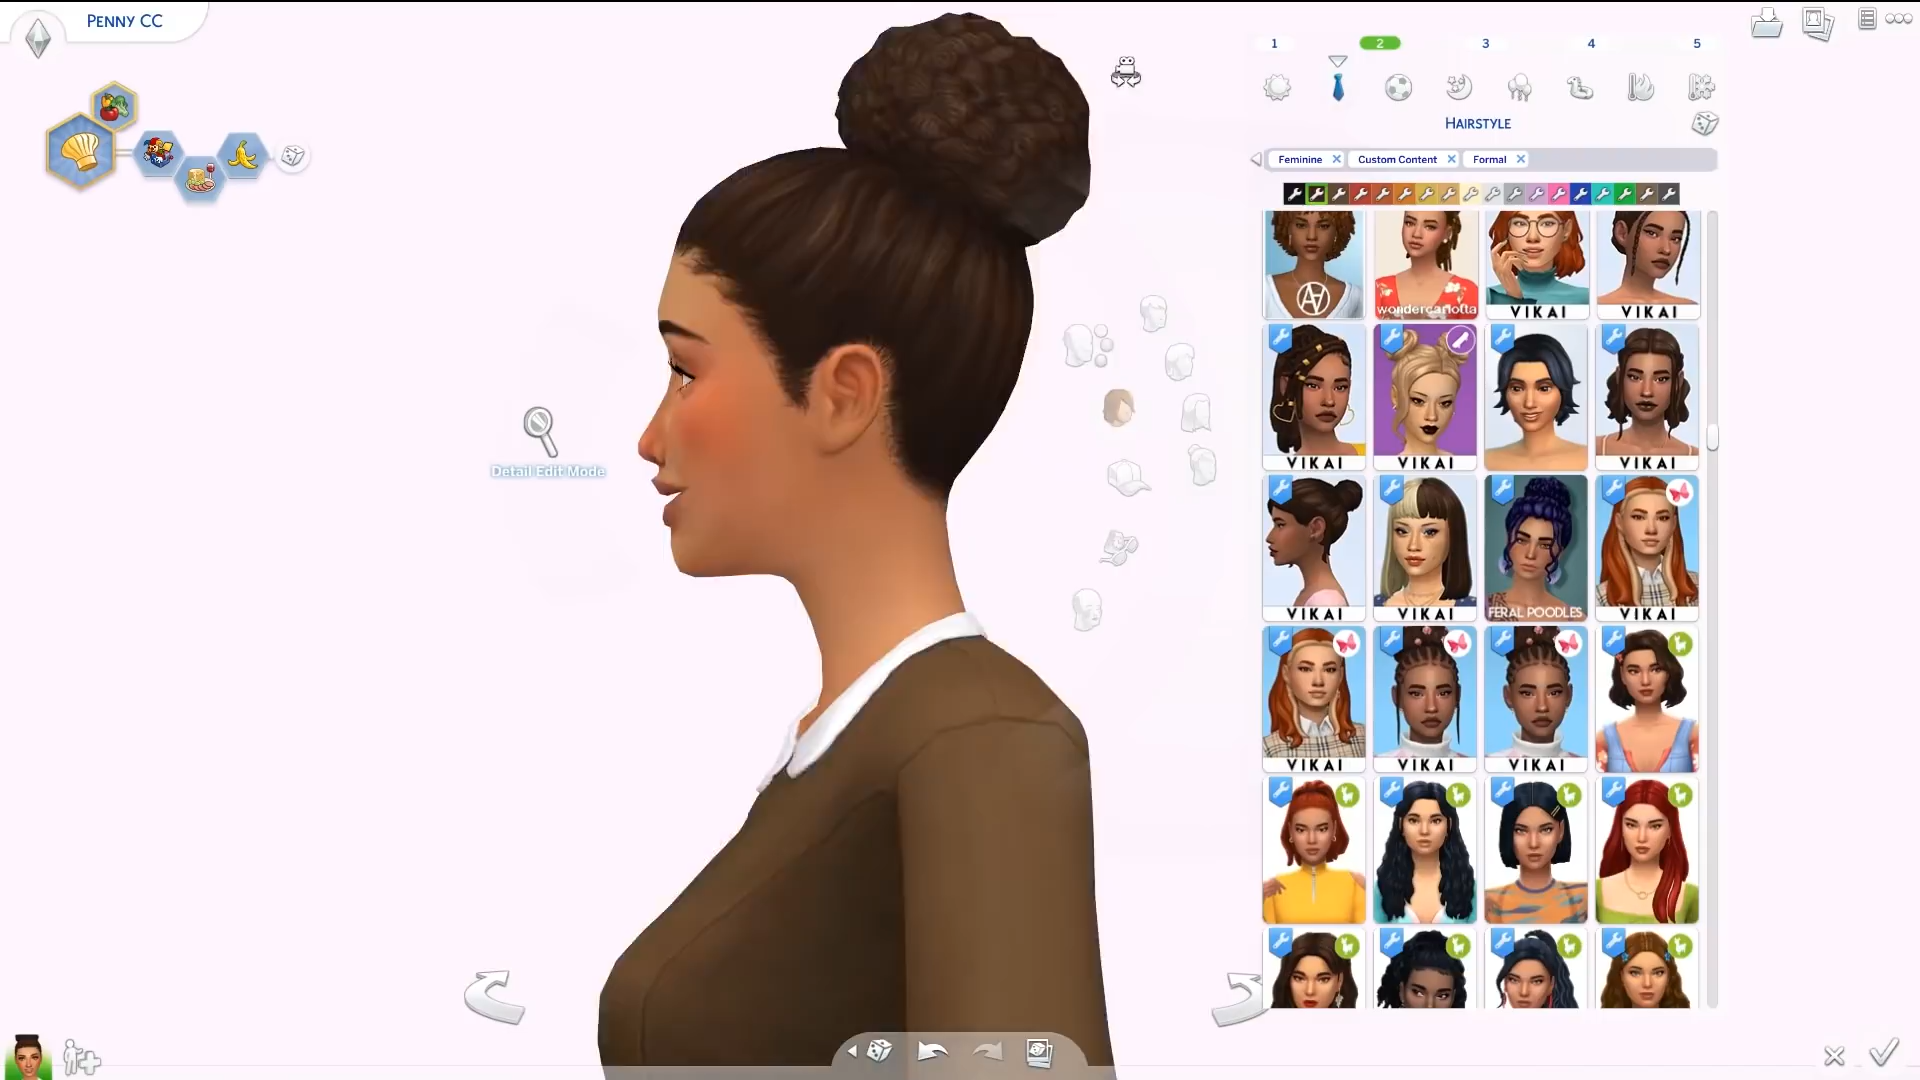 PENNY CC
1 2 3 4 5
HAIRSTYLE
Feminine Custom Content Formal
wondercarlotta VIKAI VIKAI
Detail Edit Mode
VIKAI VIKAI VIKAI
VIKAI VIKAI FERAL POODLES VIKAI
VIKAI VIKAI VIKAI